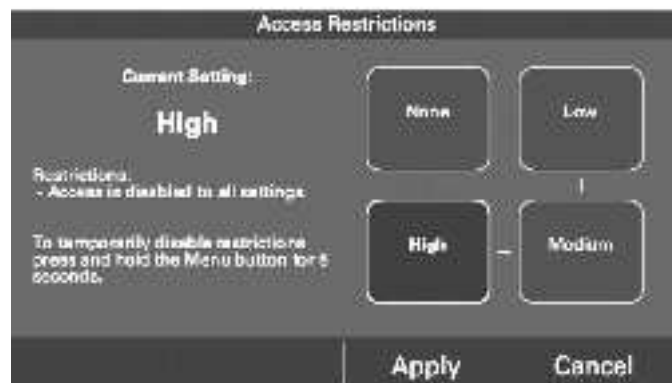 Access Restrictions
Current Setting:
High
Restrictions:
- Access is disabled to all settings
To temporarily disable restrictions
press and hold the Menu button for
seconds.
None
Low
High
Medium
Apply
Cancel